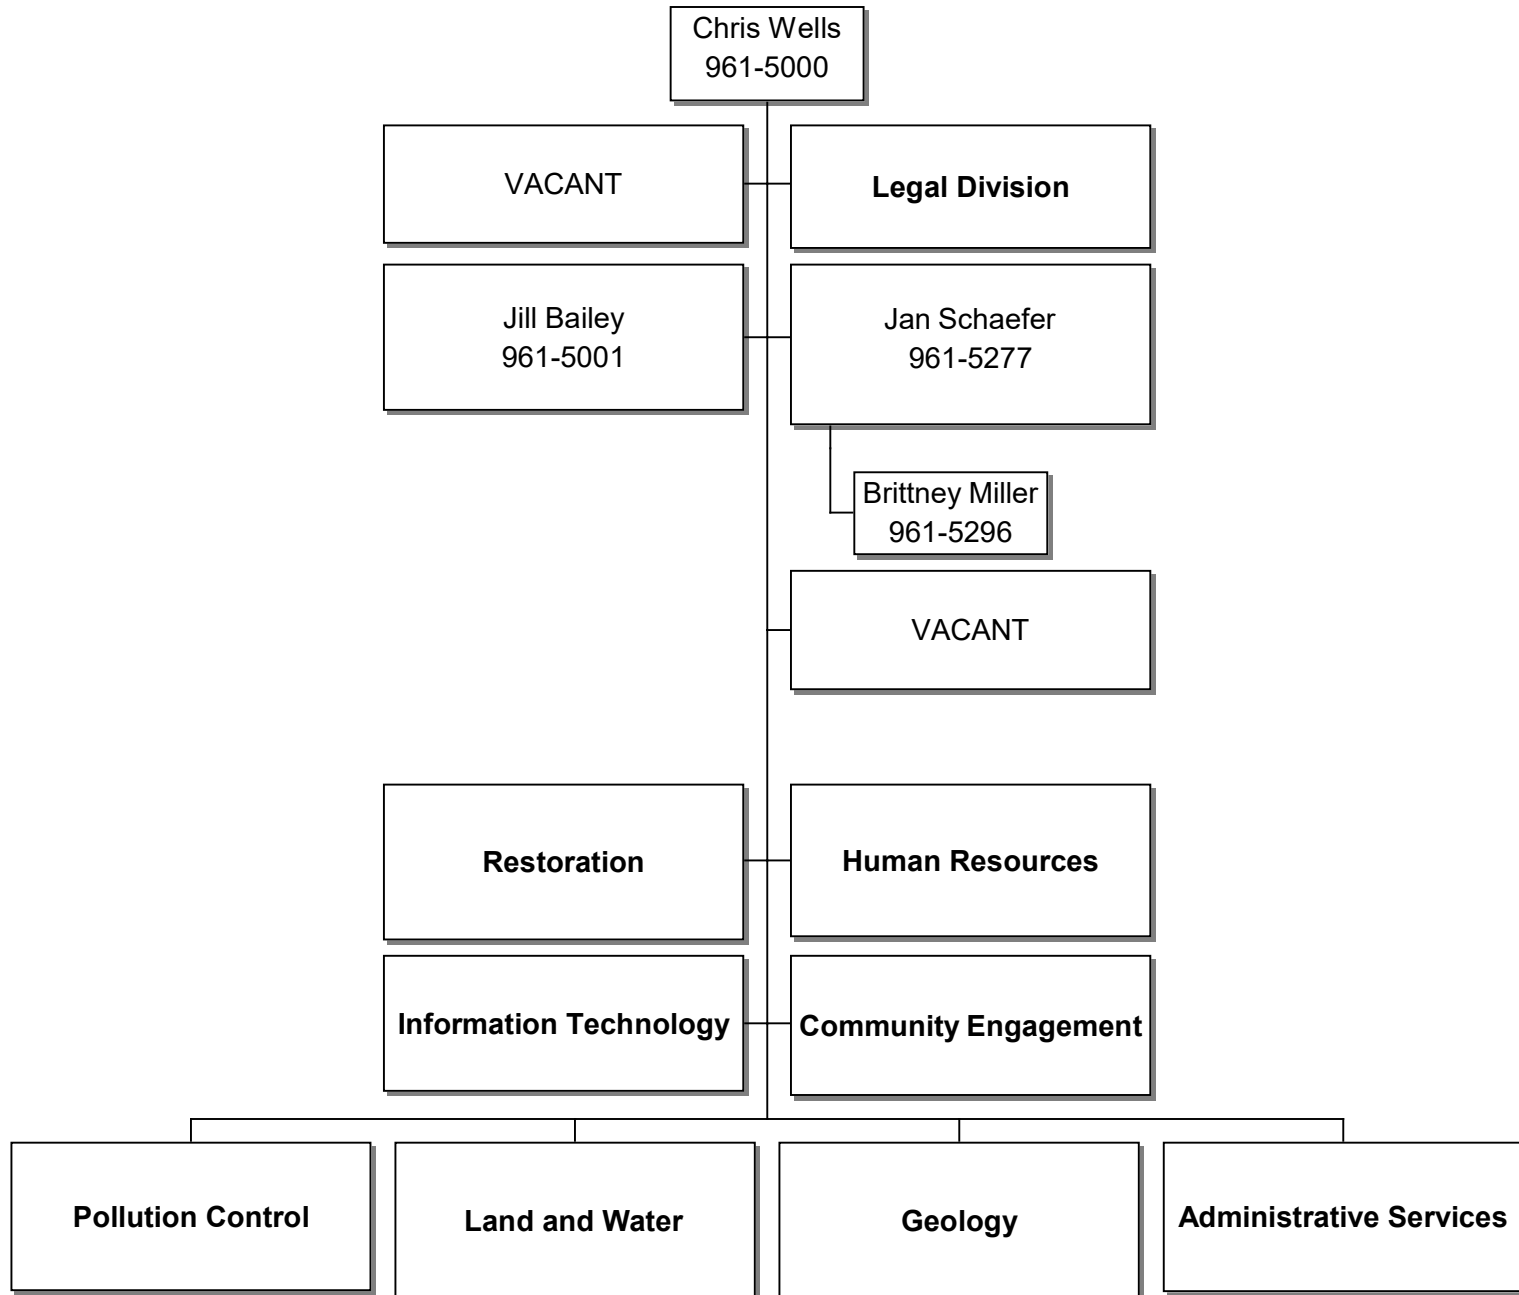 Chris Wells
961-5000
VACANT
Legal Division
Jill Bailey
961-5001
Jan Schaefer
961-5277
Brittney Miller
961-5296
VACANT
Restoration
Human Resources
Information Technology
Community Engagement
Pollution Control
Land and Water
Geology
Administrative Services